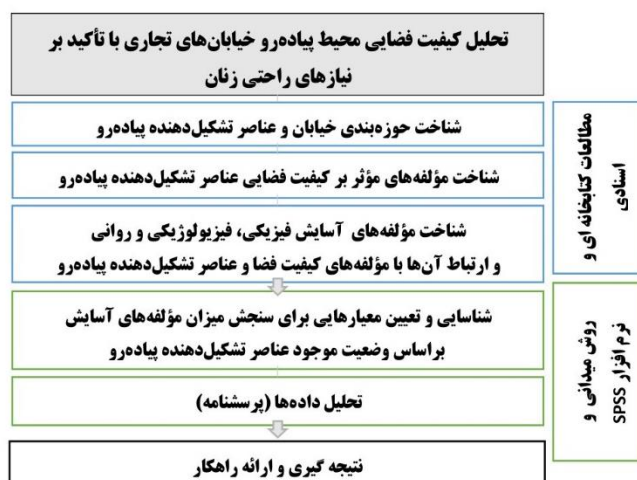 تحلیل کیفیت فضایی محیط پیاده‌رو خیابان‌های تجاری با تأکید بر
نیازهای راحتی زنان
شناخت حوزه‌بندی خیابان و عناصر تشکیل‌دهنده پیاده‌رو
شناخت مؤلفه‌های مؤثر بر کیفیت فضایی عناصر تشکیل‌دهنده پیاده‌رو
شناخت مؤلفه‌های آسایش فیزیکی، فیزیولوژیکی و روانی
و ارتباط آن‌ها با مؤلفه‌های کیفیت فضا و عناصر تشکیل‌دهنده پیاده‌رو
مطالعات کتابخانه ای و
اسنادی
شناسایی و تعیین معیارهایی برای سنجش میزان مؤلفه‌های آسایش
براساس وضعیت موجود عناصر تشکیل‌دهنده پیاده‌رو
تحلیل داده‌ها (پرسشنامه)
روش میدانی و
نرم افزار SPSS
نتیجه گیری و ارائه راهکار